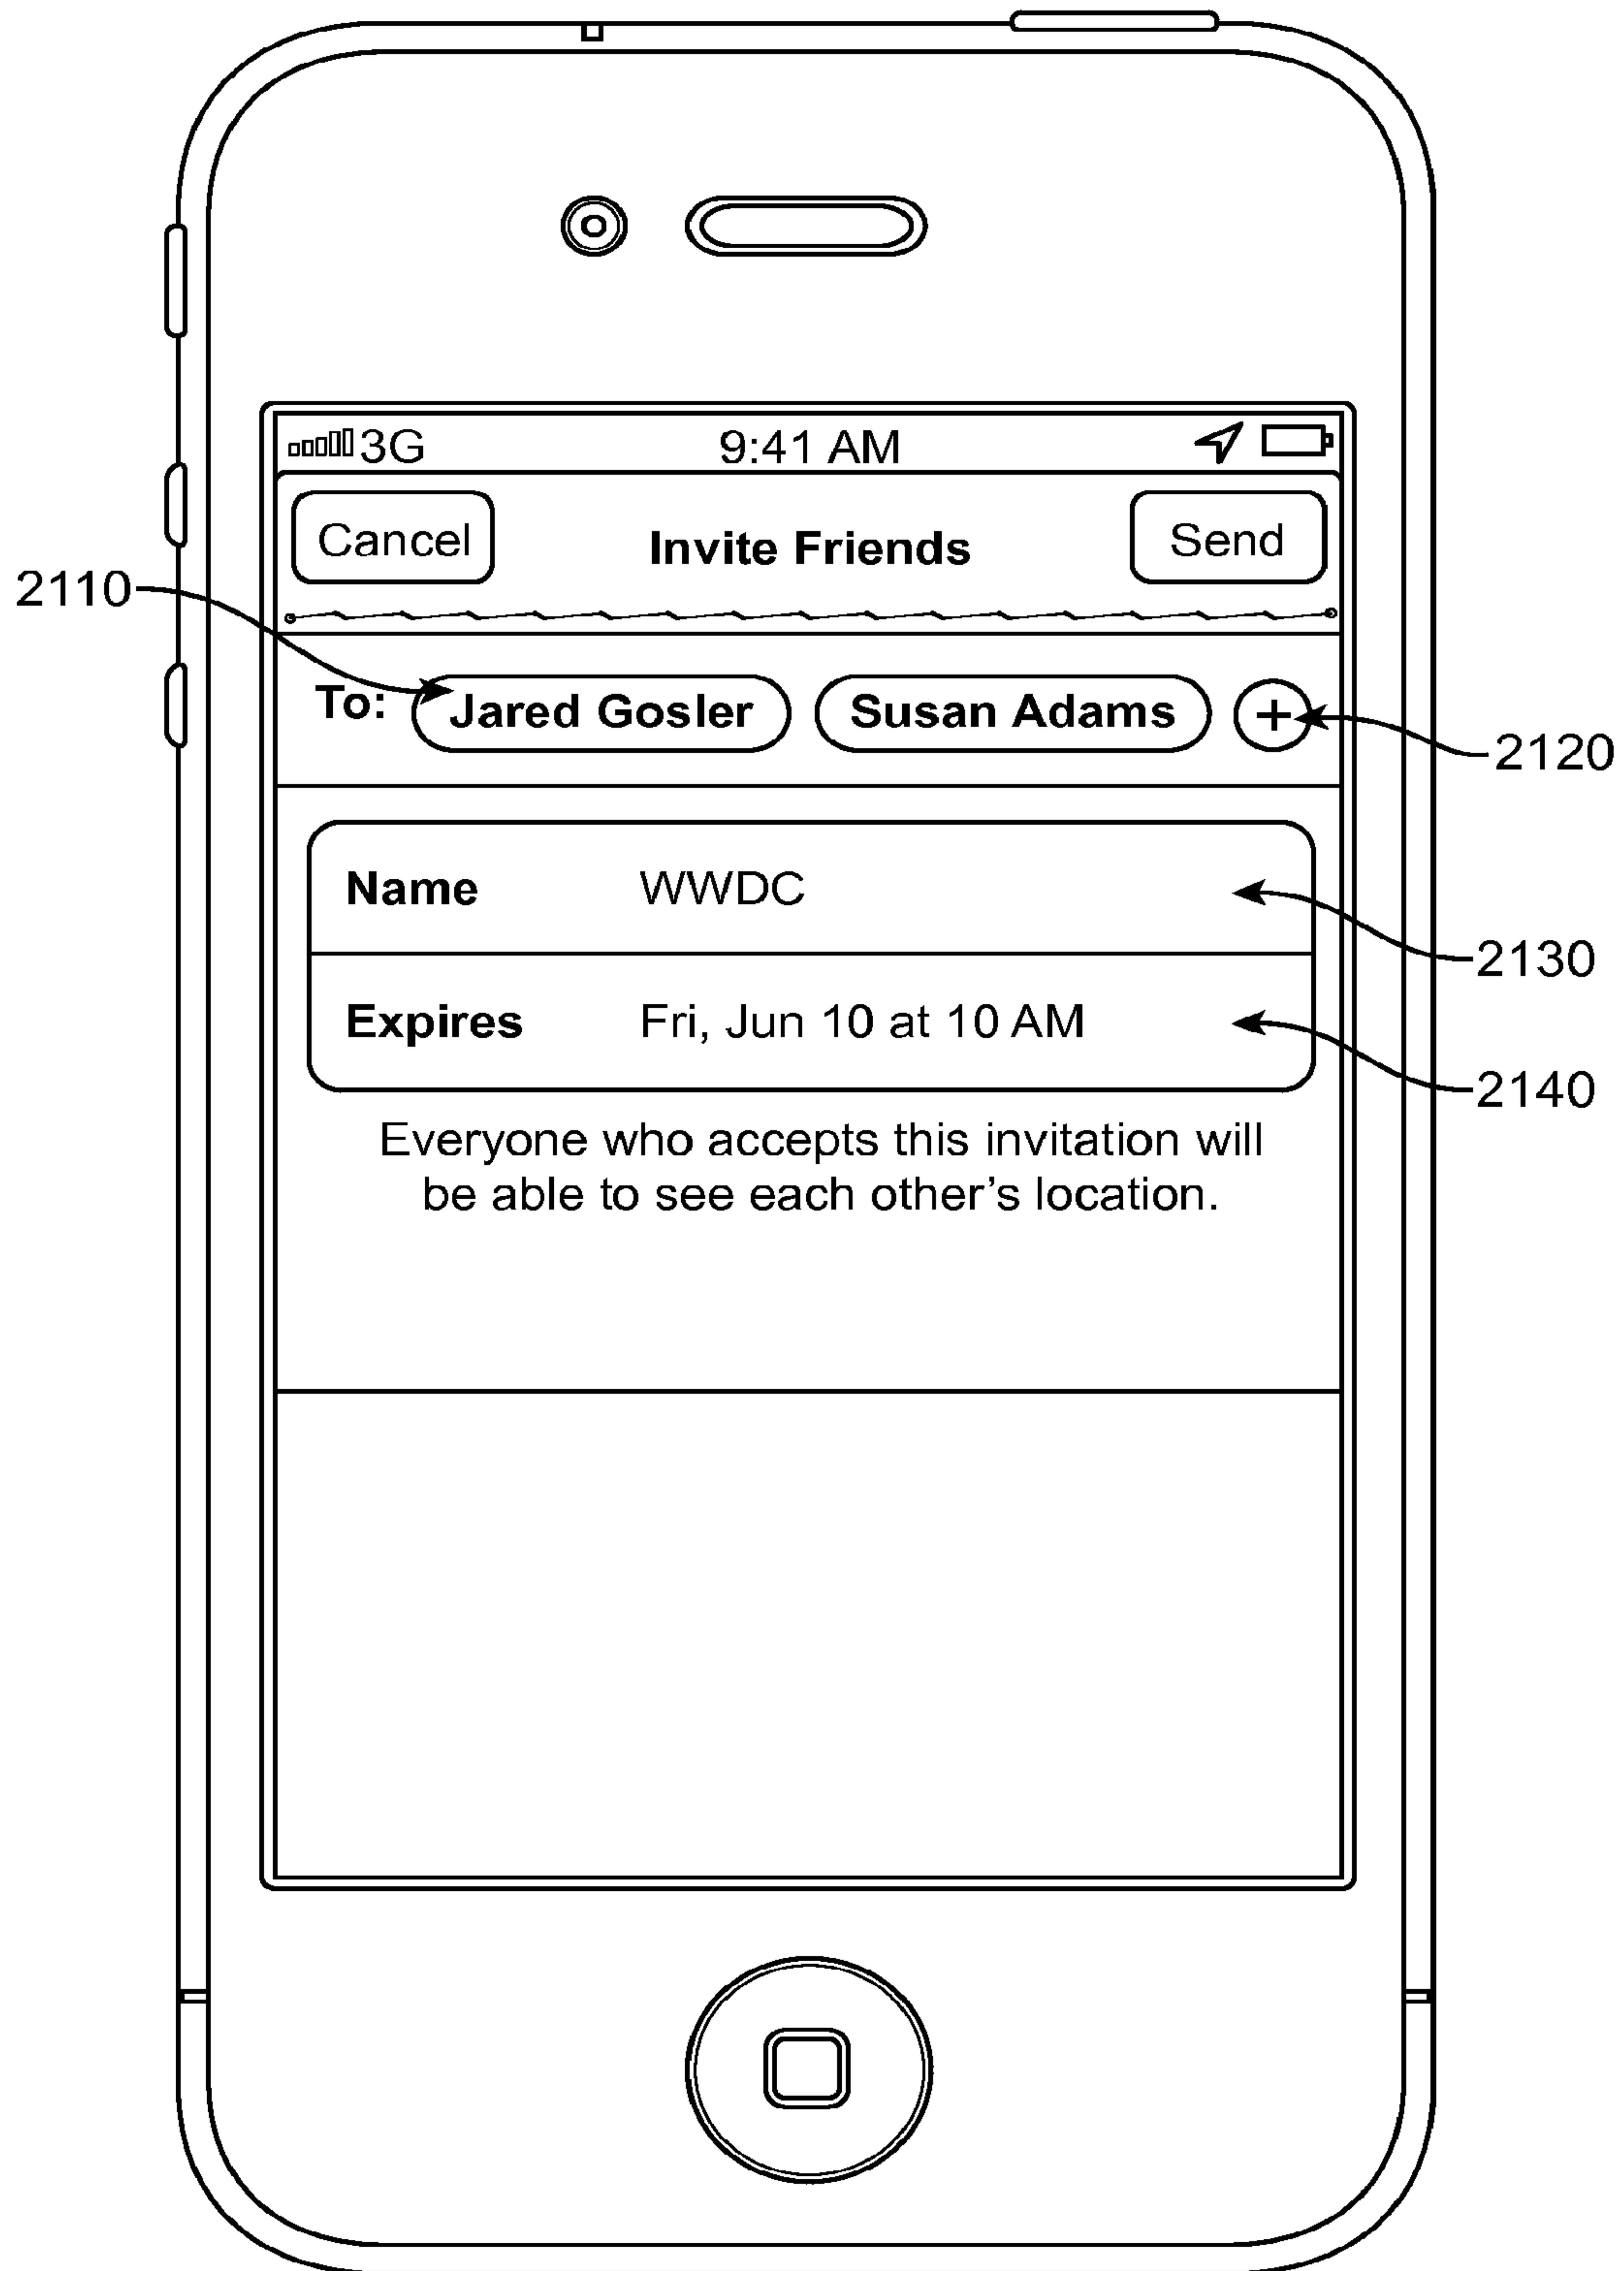 3G 9:41 AM
Cancel Invite Friends Send
2110
To: Jared Gosler Susan Adams +
2120
Name WWDC
2130
Expires Fri, Jun 10 at 10 AM
2140
Everyone who accepts this invitation will
be able to see each other's location.